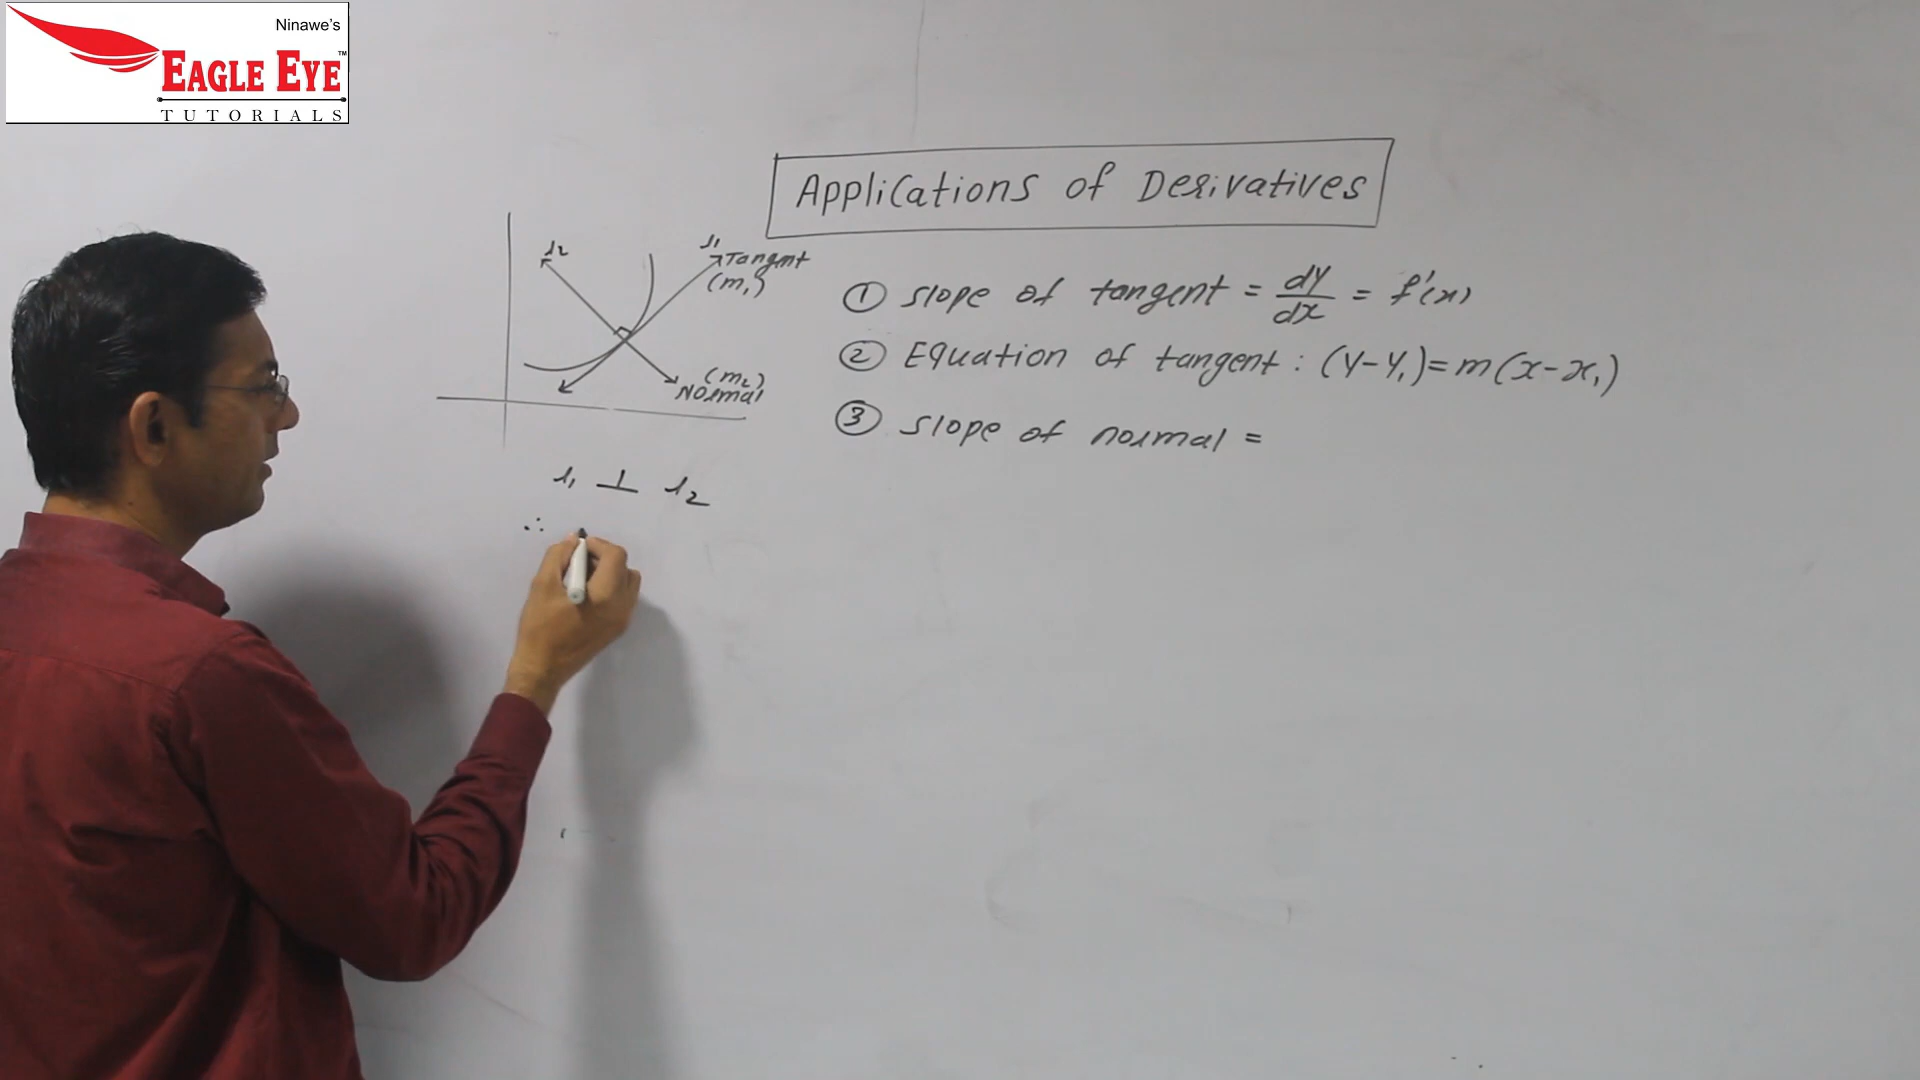 Ninawe's
EAGLE EYE™
TUTORIALS
Applications of Derivatives
l₂
l₁
Tangent
(m₁)
(m₂)
Normal
① slope of tangent = dy/dx = f'(x)
② Equation of tangent : (y-y₁)=m(x-x₁)
③ slope of normal =
l₁ ⊥ l₂
∴